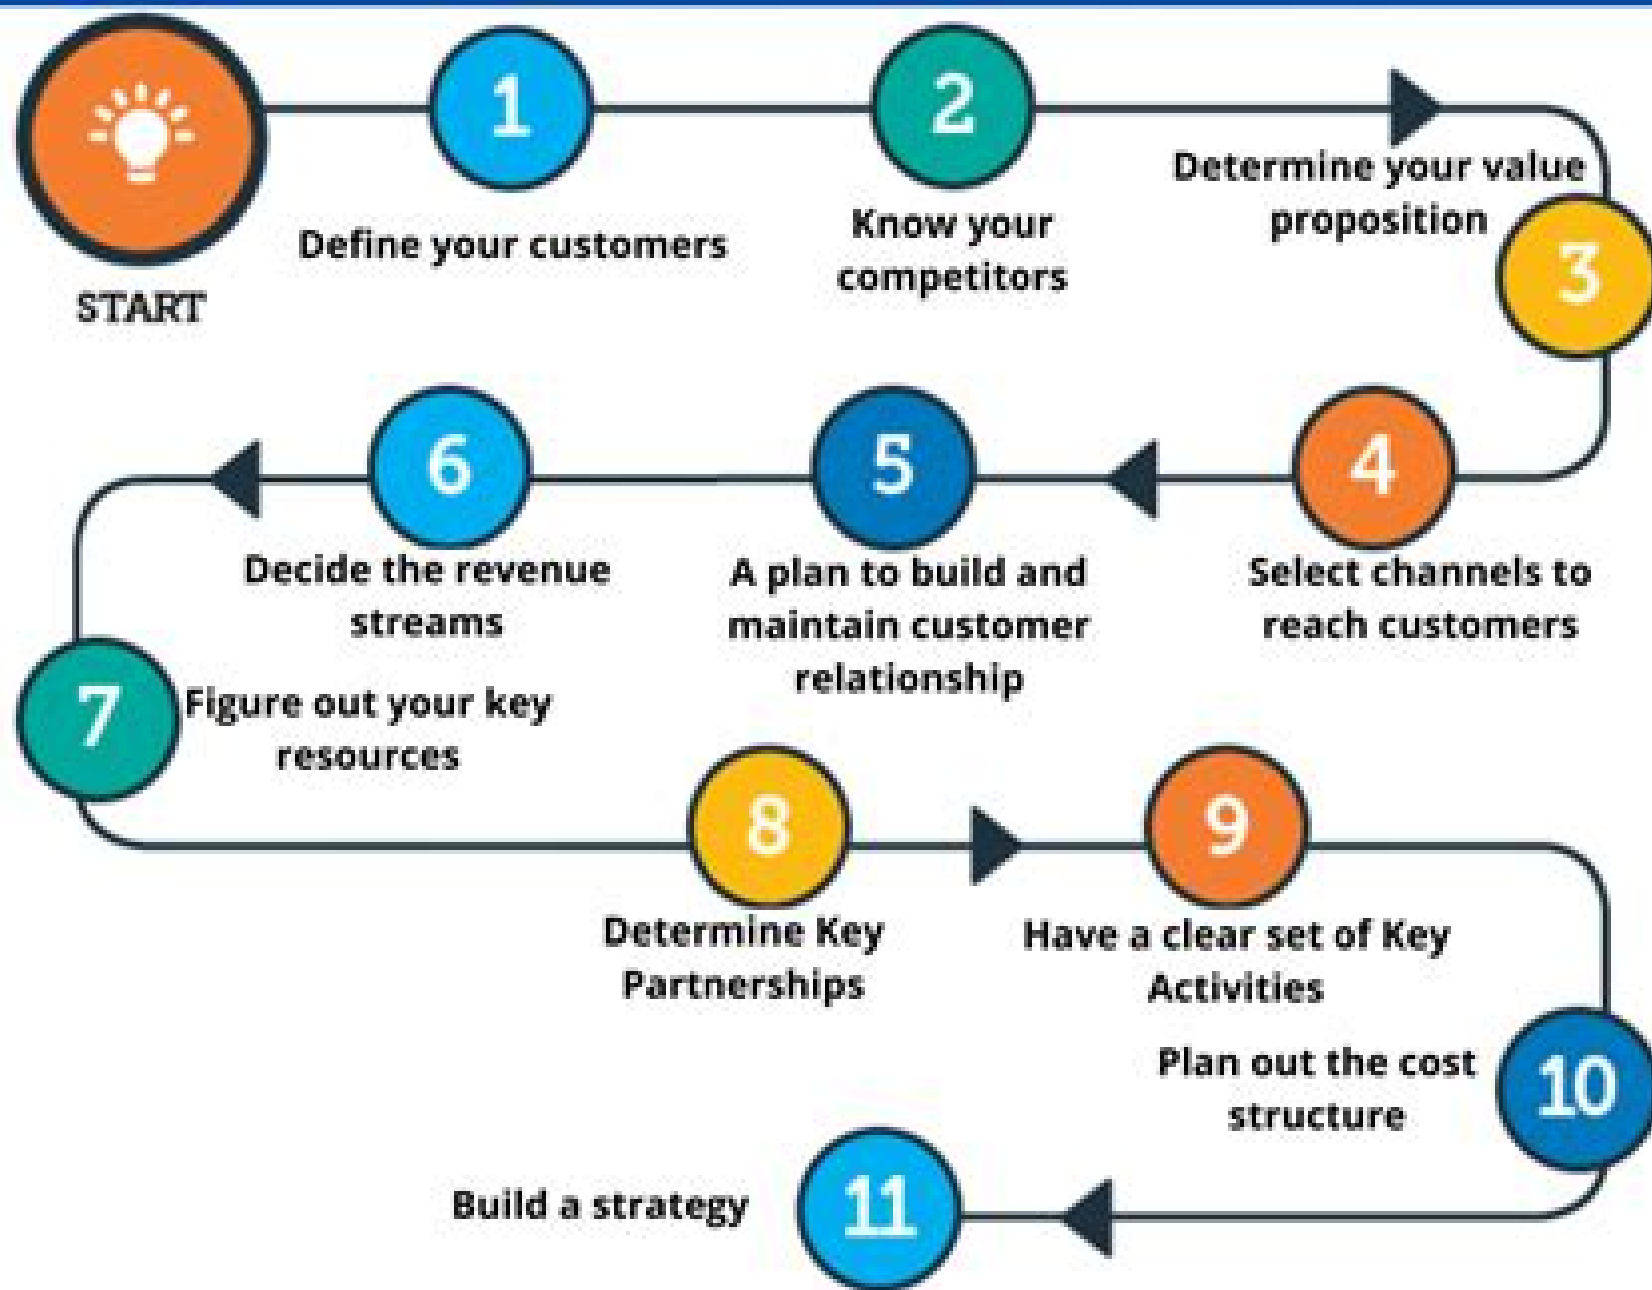 START
1
Define your customers
2
Know your
competitors
Determine your value
proposition
3
4
Select channels to
reach customers
5
A plan to build and
maintain customer
relationship
6
Decide the revenue
streams
7
Figure out your key
resources
8
Determine Key
Partnerships
9
Have a clear set of Key
Activities
Plan out the cost
structure
10
Build a strategy
11